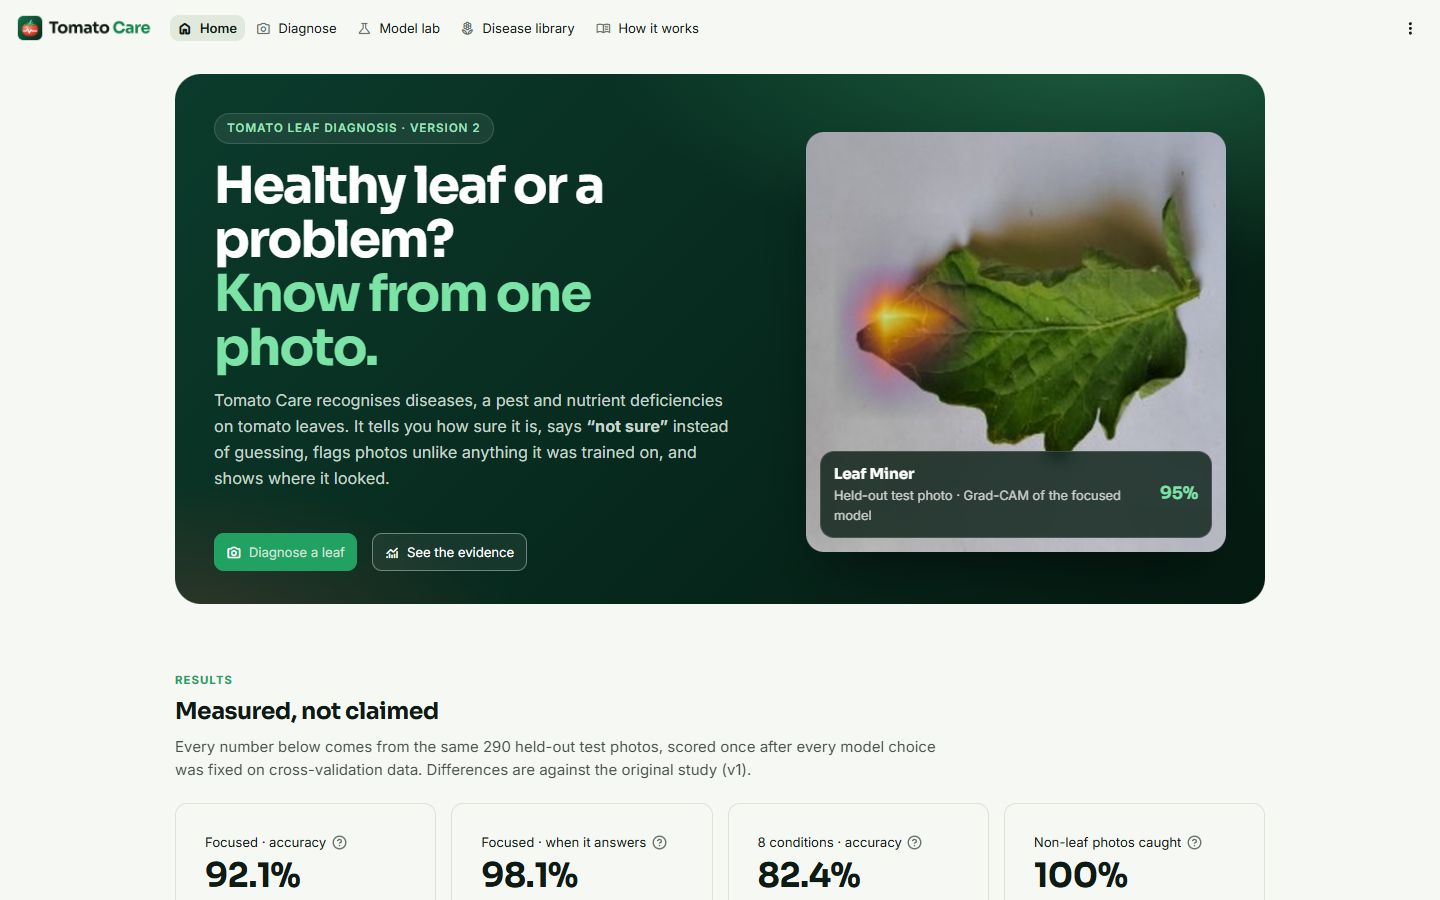 Tomato Care
Home
Diagnose
Model lab
Disease library
How it works
TOMATO LEAF DIAGNOSIS · VERSION 2
Healthy leaf or a
problem?
Know from one
photo.
Tomato Care recognises diseases, a pest and nutrient deficiencies
on tomato leaves. It tells you how sure it is, says “not sure” instead
of guessing, flags photos unlike anything it was trained on, and
shows where it looked.
Diagnose a leaf
See the evidence
Leaf Miner
Held-out test photo · Grad-CAM of the focused
model
95%
RESULTS
Measured, not claimed
Every number below comes from the same 290 held-out test photos, scored once after every model choice
was fixed on cross-validation data. Differences are against the original study (v1).
Focused · accuracy
92.1%
Focused · when it answers
98.1%
8 conditions · accuracy
82.4%
Non-leaf photos caught
100%